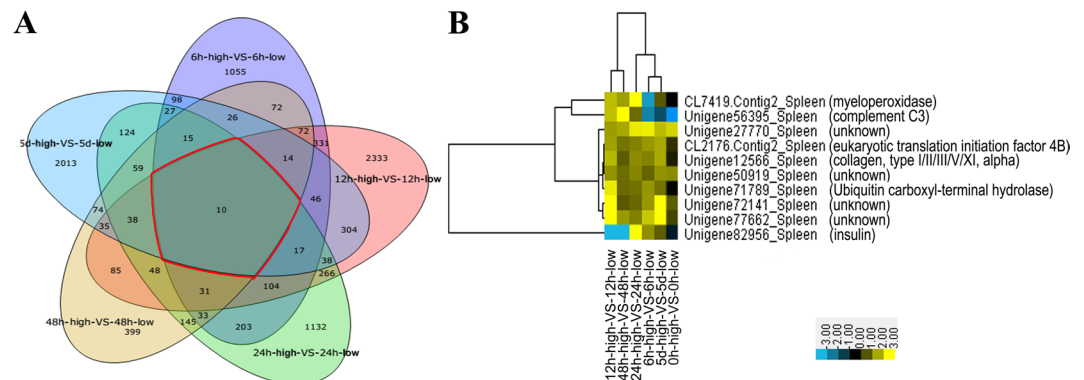 A
B
6h-high-VS-6h-low
1055
98
27
26
72
72
331
5d-high-VS-5d-low
124
15
14
2333
12h-high-VS-12h-low
2013
59
46
10
74
35
38
304
17
38
266
85
48
104
31
48h-high-VS-48h-low
399
145
33
203
1132
24h-high-VS-24h-low
CL7419.Contig2_Spleen (myeloperoxidase)
Unigene56395_Spleen (complement C3)
Unigene27770_Spleen (unknown)
CL2176.Contig2_Spleen (eukaryotic translation initiation factor 4B)
Unigene12566_Spleen (collagen, type I/II/III/V/XI, alpha)
Unigene50919_Spleen (unknown)
Unigene71789_Spleen (Ubiquitin carboxyl-terminal hydrolase)
Unigene72141_Spleen (unknown)
Unigene77662_Spleen (unknown)
Unigene82956_Spleen (insulin)
12h-high-VS-12h-low
48h-high-VS-48h-low
24h-high-VS-24h-low
6h-high-VS-6h-low
5d-high-VS-5d-low
0h-high-VS-0h-low
-3.00
-2.00
-1.00
0.00
1.00
2.00
3.00